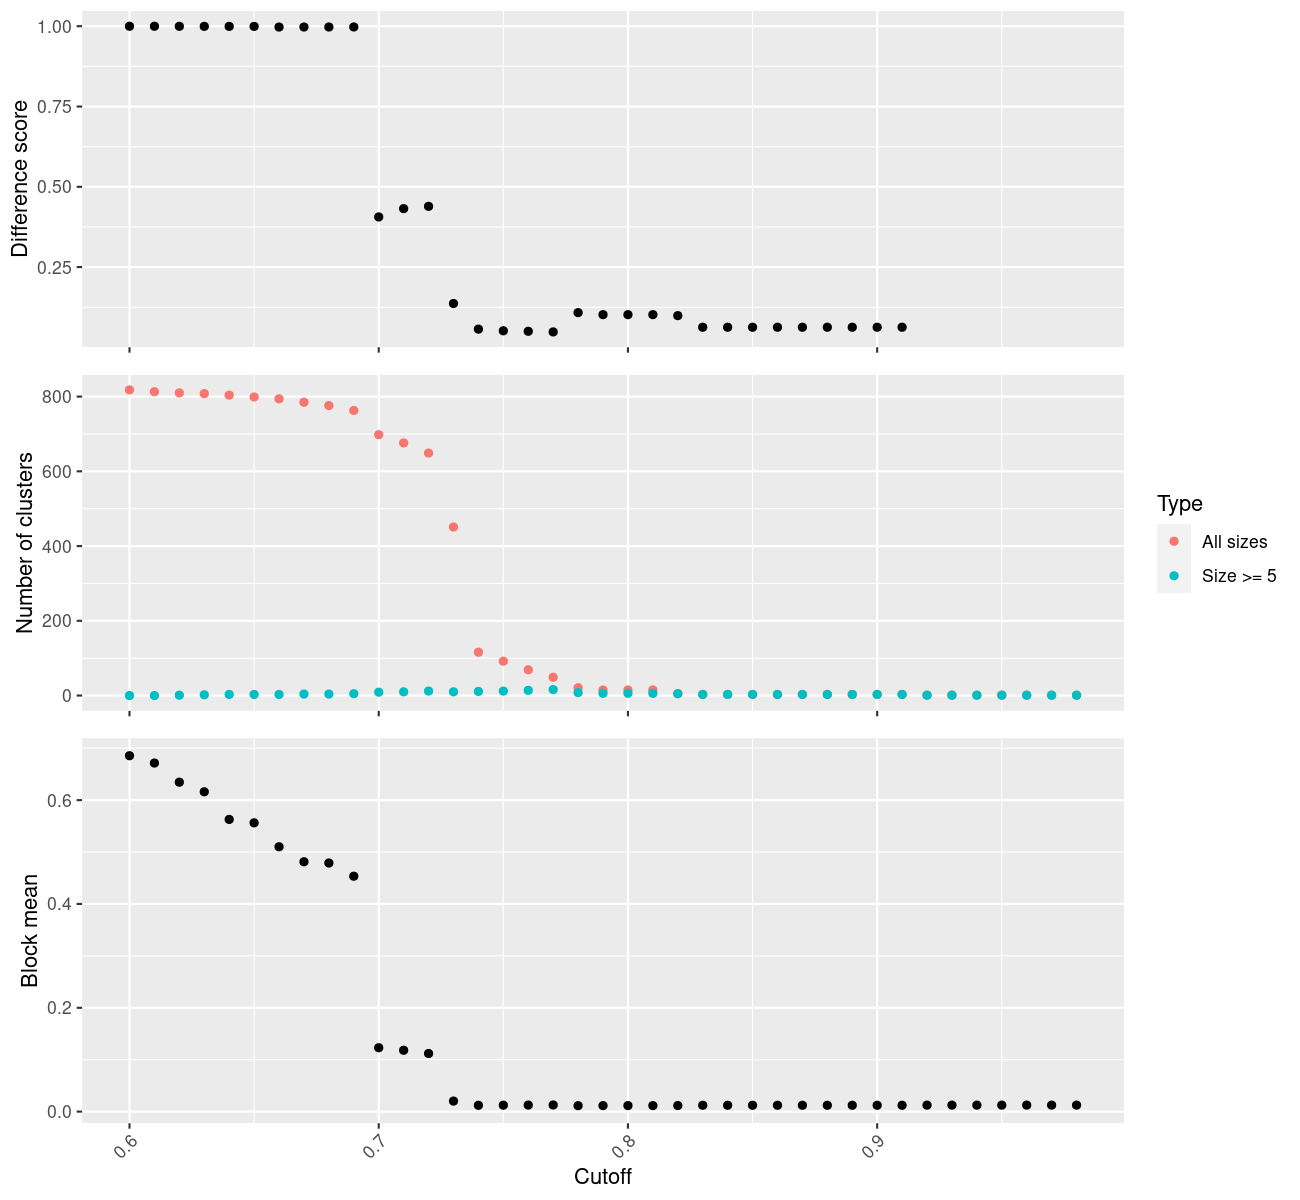 Difference score
1.00
0.75
0.50
0.25
Number of clusters
800
600
400
200
0
Type
All sizes
Size >= 5
Block mean
0.6
0.4
0.2
0.0
0.6 0.7 0.8 0.9
Cutoff